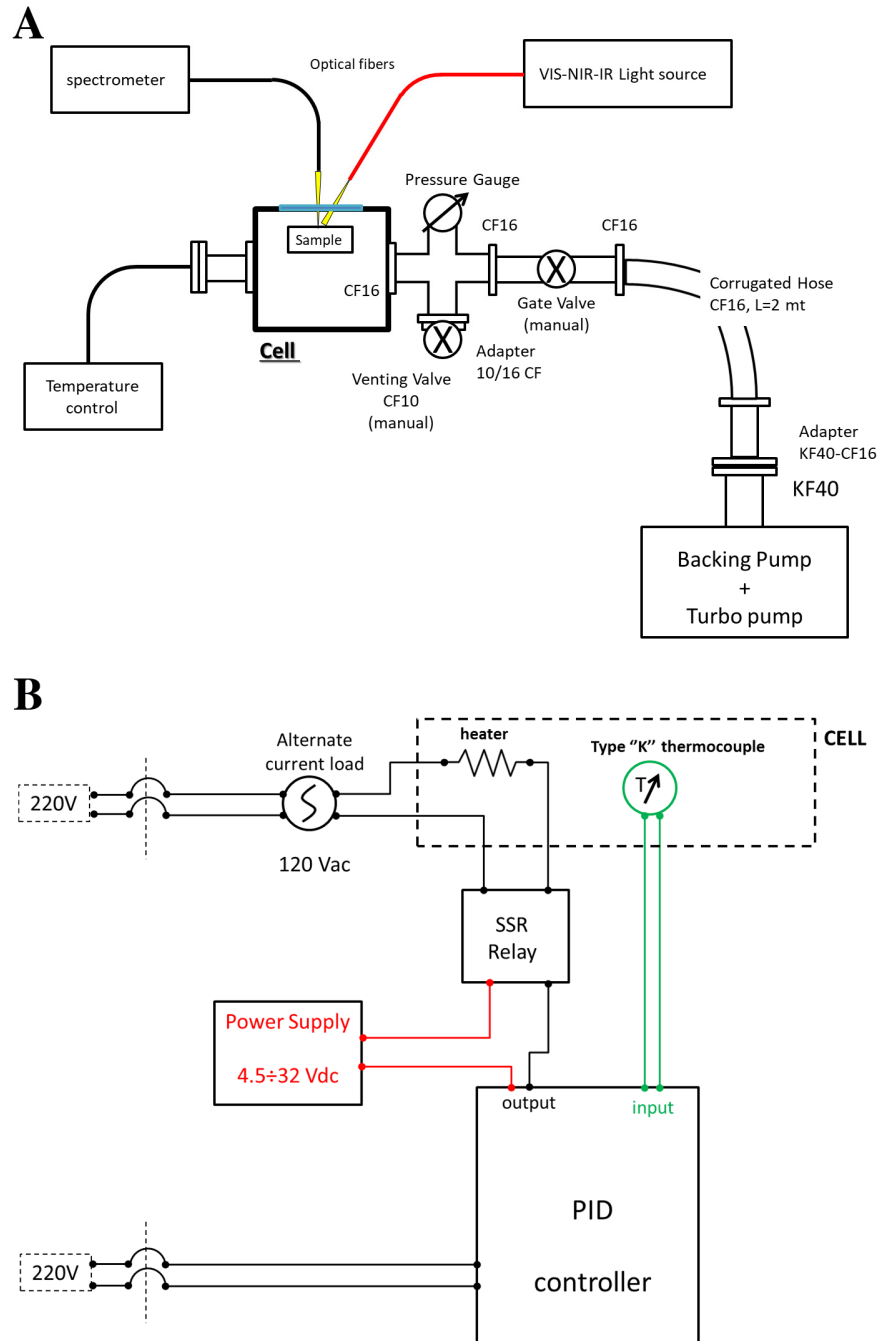 A
spectrometer
Optical fibers
VIS-NIR-IR Light source
Pressure Gauge
Sample
CF16
CF16
CF16
Cell
Gate Valve
(manual)
Corrugated Hose
CF16, L=2 mt
Temperature
control
Venting Valve
CF10
(manual)
Adapter
10/16 CF
Adapter
KF40-CF16
KF40
Backing Pump
+
Turbo pump
B
220V
Alternate
current load
120 Vac
heater
Type “K” thermocouple
T
CELL
SSR
Relay
Power Supply
4.5÷32 Vdc
output
input
PID
controller
220V